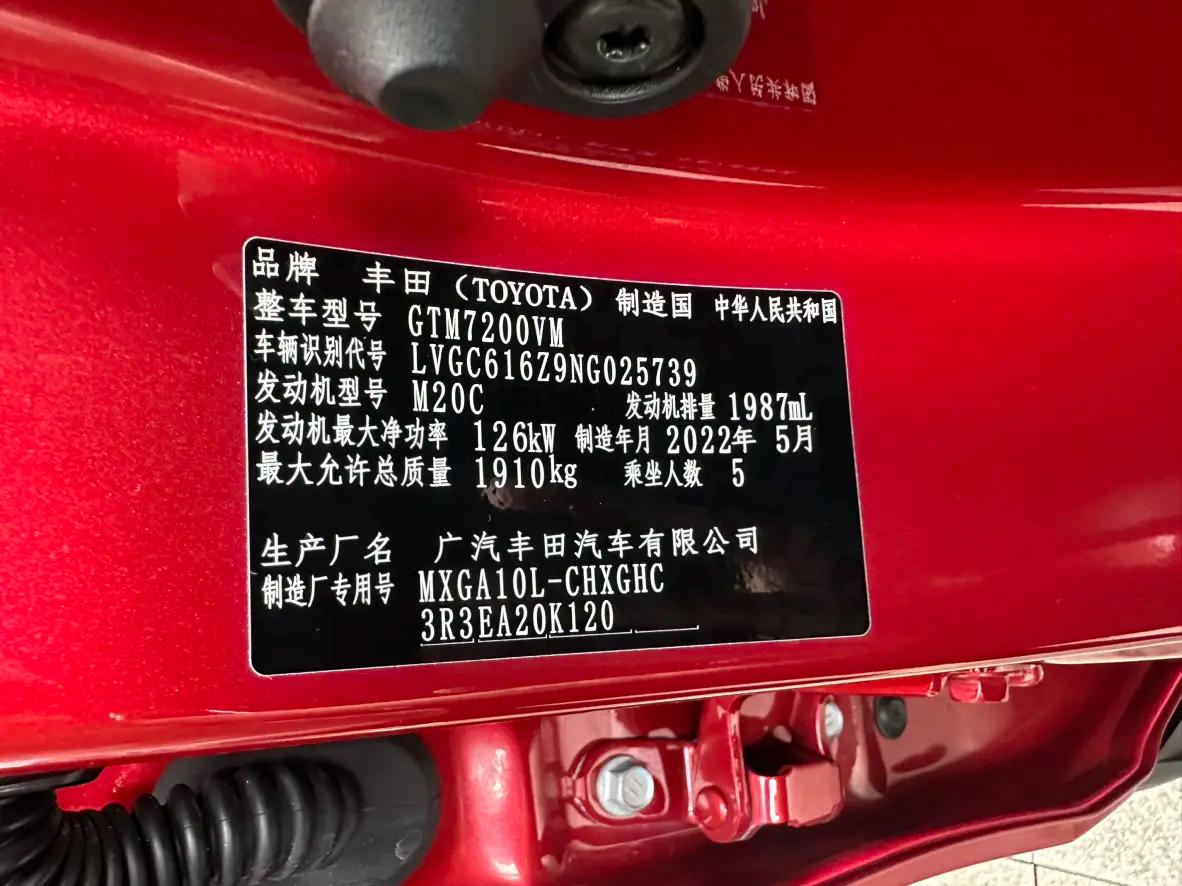 品牌 丰田（TOYOTA） 制造国 中华人民共和国
整车型号 GTM7200VM
车辆识别代号 LVGC616Z9NG025739
发动机型号 M20C 发动机排量 1987mL
发动机最大净功率 126kW 制造年月 2022年 5月
最大允许总质量 1910kg 乘坐人数 5
生产厂名 广汽丰田汽车有限公司
制造厂专用号 MXGA10L-CHXGHC
3R3EA20K120